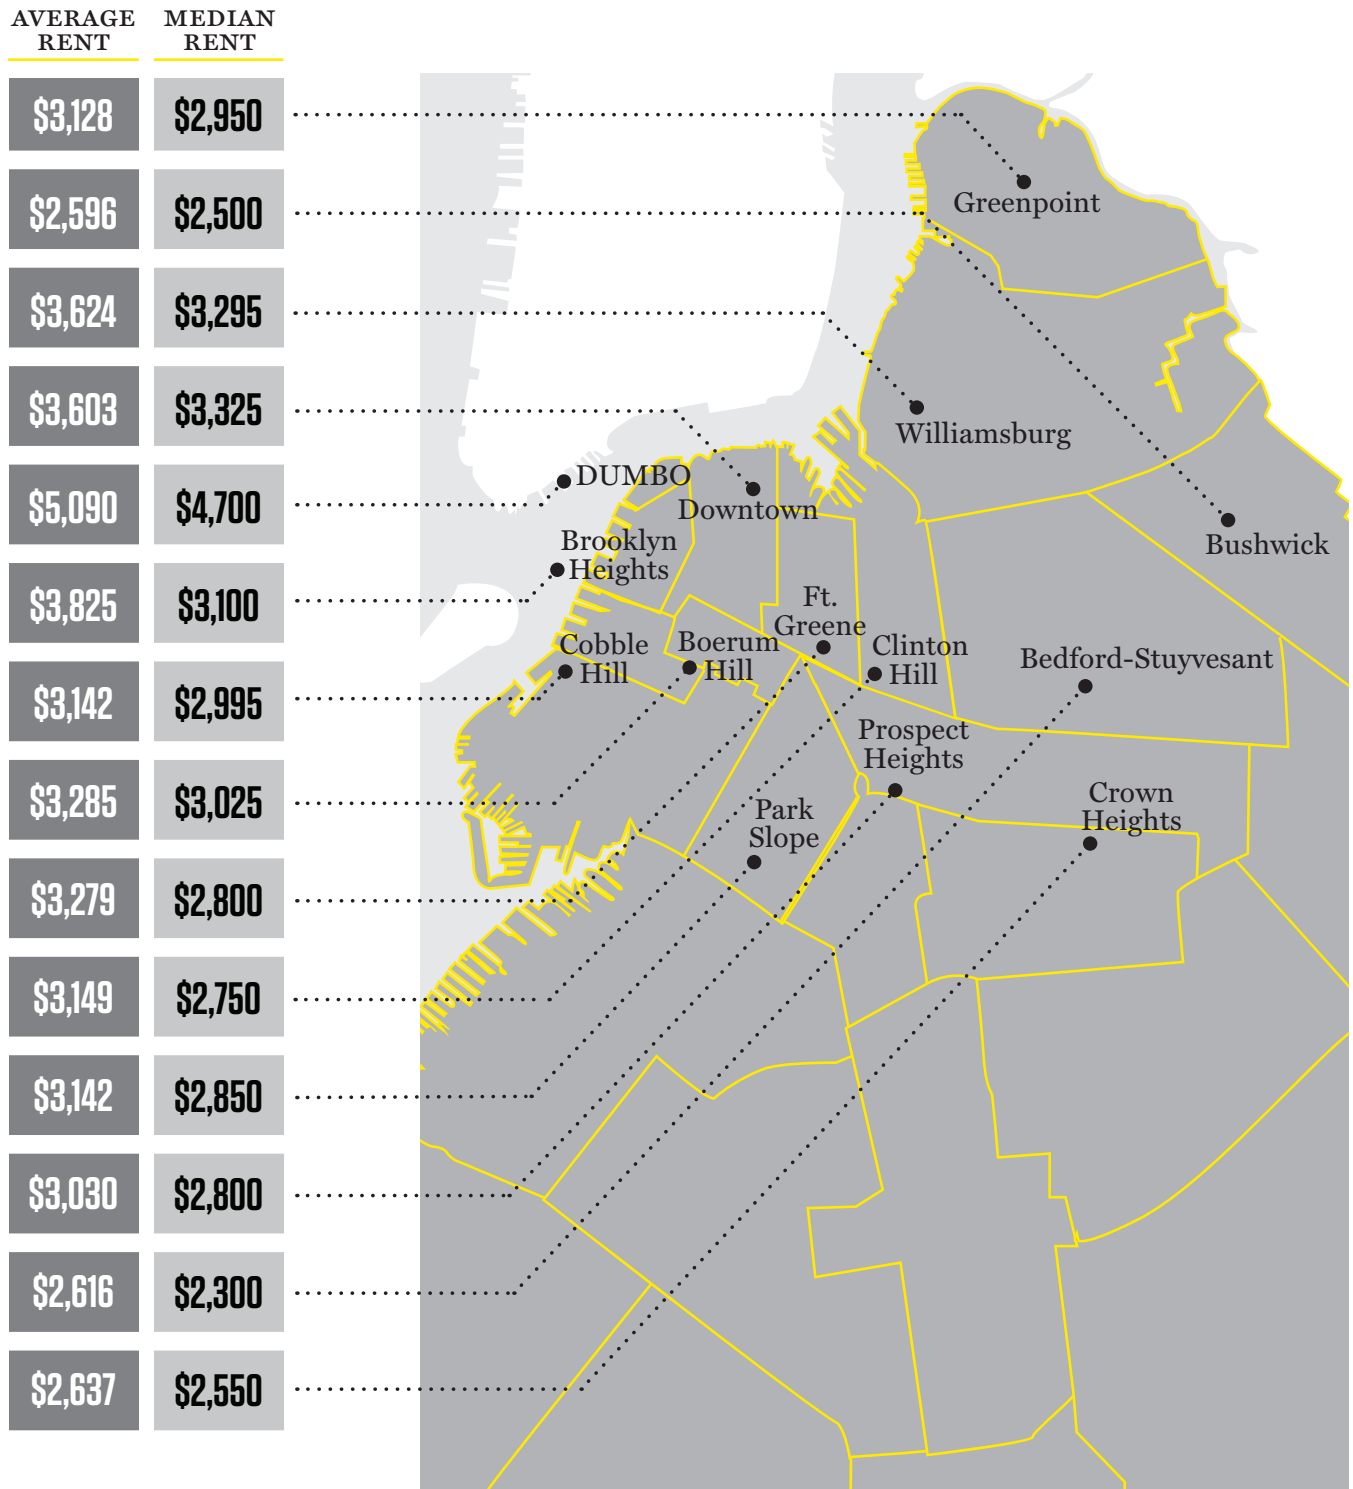 AVERAGE
RENT
MEDIAN
RENT
$3,128 $2,950
$2,596 $2,500
$3,624 $3,295
$3,603 $3,325
$5,090 $4,700
$3,825 $3,100
$3,142 $2,995
$3,285 $3,025
$3,279 $2,800
$3,149 $2,750
$3,142 $2,850
$3,030 $2,800
$2,616 $2,300
$2,637 $2,550
Greenpoint
Williamsburg
DUMBO
Downtown
Bushwick
Brooklyn
Heights
Ft.
Greene
Cobble
Hill
Boerum
Hill
Clinton
Hill
Bedford-Stuyvesant
Prospect
Heights
Park
Slope
Crown
Heights